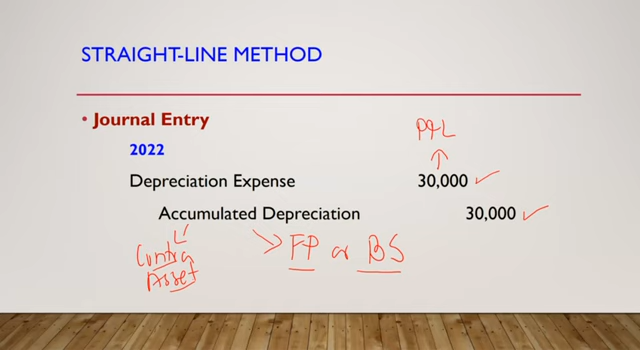 STRAIGHT-LINE METHOD
• Journal Entry
P&L
2022
Depreciation Expense 30,000
Accumulated Depreciation 30,000
Contra
Asset
FP or BS